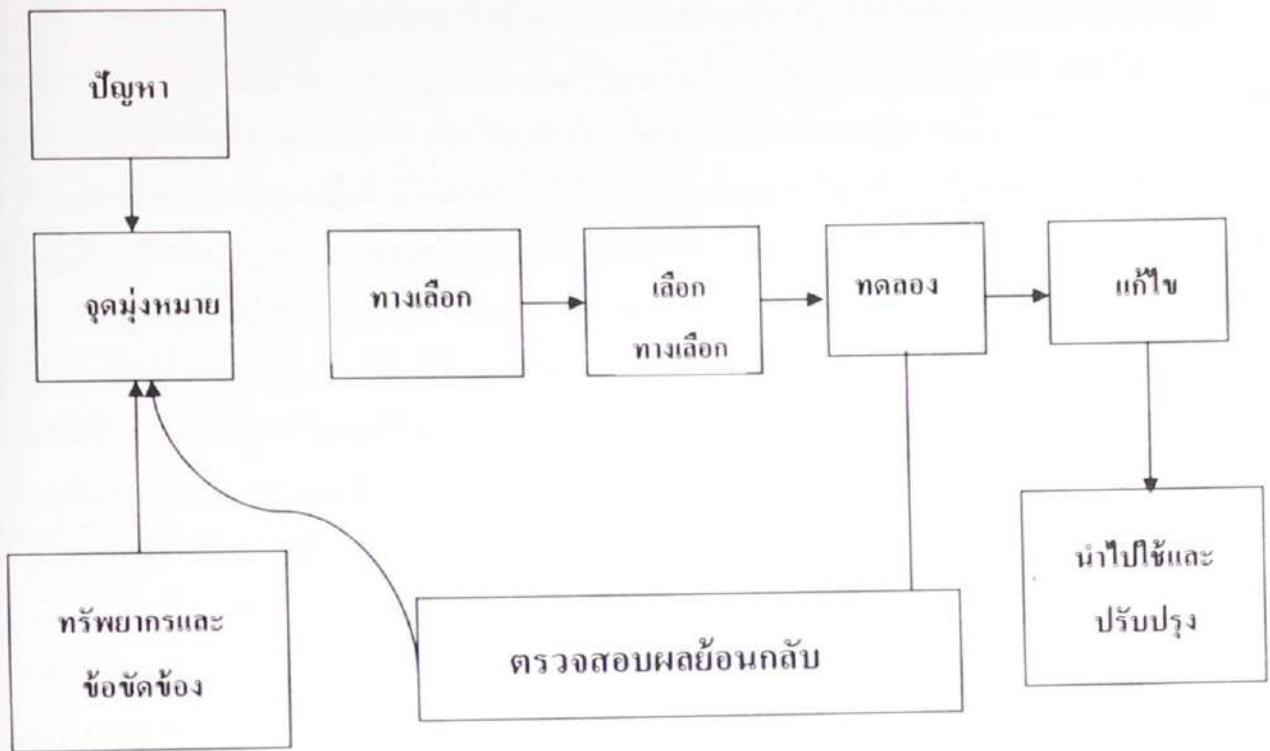 ปัญหา
จุดมุ่งหมาย
ทางเลือก
เลือก
ทางเลือก
ทดลอง
แก้ไข
ทรัพยากรและ
ข้อขัดข้อง
ตรวจสอบผลย้อนกลับ
นำไปใช้และ
ปรับปรุง